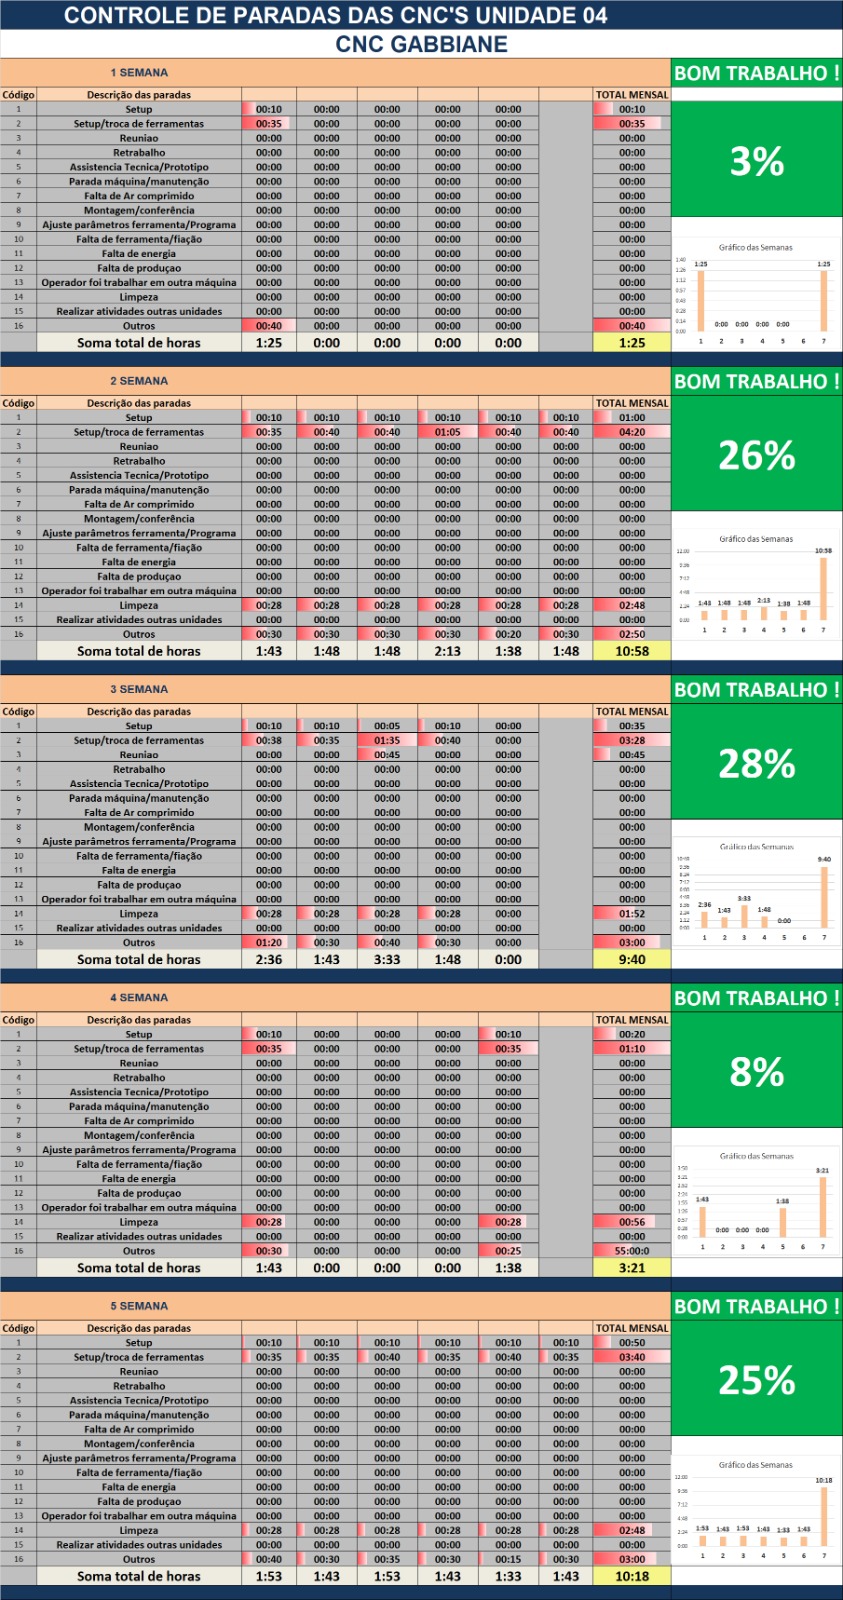 CONTROLE DE PARADAS DAS CNC'S UNIDADE 04
CNC GABBIANE
1 SEMANA BOM TRABALHO !
Código Descrição das paradas TOTAL MENSAL
1 Setup 00:10 00:00 00:00 00:00 00:00 00:10
2 Setup/troca de ferramentas 00:35 00:00 00:00 00:00 00:00 00:35
3 Reuniao 00:00 00:00 00:00 00:00 00:00 00:00
4 Retrabalho 00:00 00:00 00:00 00:00 00:00 00:00
5 Assistencia Tecnica/Prototipo 00:00 00:00 00:00 00:00 00:00 00:00
6 Parada máquina/manutenção 00:00 00:00 00:00 00:00 00:00 00:00
7 Falta de Ar comprimido 00:00 00:00 00:00 00:00 00:00 00:00
8 Montagem/conferência 00:00 00:00 00:00 00:00 00:00 00:00
9 Ajuste parâmetros ferramenta/Programa 00:00 00:00 00:00 00:00 00:00 00:00
10 Falta de ferramenta/fiação 00:00 00:00 00:00 00:00 00:00 00:00
11 Falta de energia 00:00 00:00 00:00 00:00 00:00 00:00
12 Falta de produçao 00:00 00:00 00:00 00:00 00:00 00:00
13 Operador foi trabalhar em outra máquina 00:00 00:00 00:00 00:00 00:00 00:00
14 Limpeza 00:00 00:00 00:00 00:00 00:00 00:00
15 Realizar atividades outras unidades 00:00 00:00 00:00 00:00 00:00 00:00
16 Outros 00:40 00:00 00:00 00:00 00:00 00:40
Soma total de horas 1:25 0:00 0:00 0:00 0:00 1:25
3%
Gráfico das Semanas
1:40
1:26
1:12
0:57
0:43
0:28
0:14
0:00
1:25 0:00 0:00 0:00 0:00 1:25
1 2 3 4 5 6 7
2 SEMANA BOM TRABALHO !
Código Descrição das paradas TOTAL MENSAL
1 Setup 00:10 00:10 00:10 00:10 00:10 00:10 01:00
2 Setup/troca de ferramentas 00:35 00:40 00:40 01:05 00:40 00:40 04:20
3 Reuniao 00:00 00:00 00:00 00:00 00:00 00:00 00:00
4 Retrabalho 00:00 00:00 00:00 00:00 00:00 00:00 00:00
5 Assistencia Tecnica/Prototipo 00:00 00:00 00:00 00:00 00:00 00:00 00:00
6 Parada máquina/manutenção 00:00 00:00 00:00 00:00 00:00 00:00 00:00
7 Falta de Ar comprimido 00:00 00:00 00:00 00:00 00:00 00:00 00:00
8 Montagem/conferência 00:00 00:00 00:00 00:00 00:00 00:00 00:00
9 Ajuste parâmetros ferramenta/Programa 00:00 00:00 00:00 00:00 00:00 00:00 00:00
10 Falta de ferramenta/fiação 00:00 00:00 00:00 00:00 00:00 00:00 00:00
11 Falta de energia 00:00 00:00 00:00 00:00 00:00 00:00 00:00
12 Falta de produçao 00:00 00:00 00:00 00:00 00:00 00:00 00:00
13 Operador foi trabalhar em outra máquina 00:00 00:00 00:00 00:00 00:00 00:00 00:00
14 Limpeza 00:28 00:28 00:28 00:28 00:28 00:28 02:48
15 Realizar atividades outras unidades 00:00 00:00 00:00 00:00 00:00 00:00 00:00
16 Outros 00:30 00:30 00:30 00:30 00:20 00:30 02:50
Soma total de horas 1:43 1:48 1:48 2:13 1:38 1:48 10:58
26%
Gráfico das Semanas
12:00
9:36
7:12
4:48
2:24
0:00
1:43 1:48 1:48 2:13 1:38 1:48 10:58
1 2 3 4 5 6 7
3 SEMANA BOM TRABALHO !
Código Descrição das paradas TOTAL MENSAL
1 Setup 00:10 00:10 00:05 00:10 00:00 00:35
2 Setup/troca de ferramentas 00:38 00:35 01:35 00:40 00:00 03:28
3 Reuniao 00:00 00:00 00:45 00:00 00:00 00:45
4 Retrabalho 00:00 00:00 00:00 00:00 00:00 00:00
5 Assistencia Tecnica/Prototipo 00:00 00:00 00:00 00:00 00:00 00:00
6 Parada máquina/manutenção 00:00 00:00 00:00 00:00 00:00 00:00
7 Falta de Ar comprimido 00:00 00:00 00:00 00:00 00:00 00:00
8 Montagem/conferência 00:00 00:00 00:00 00:00 00:00 00:00
9 Ajuste parâmetros ferramenta/Programa 00:00 00:00 00:00 00:00 00:00 00:00
10 Falta de ferramenta/fiação 00:00 00:00 00:00 00:00 00:00 00:00
11 Falta de energia 00:00 00:00 00:00 00:00 00:00 00:00
12 Falta de produçao 00:00 00:00 00:00 00:00 00:00 00:00
13 Operador foi trabalhar em outra máquina 00:00 00:00 00:00 00:00 00:00 00:00
14 Limpeza 00:28 00:28 00:28 00:28 00:00 01:52
15 Realizar atividades outras unidades 00:00 00:00 00:00 00:00 00:00 00:00
16 Outros 01:20 00:30 00:40 00:30 00:00 03:00
Soma total de horas 2:36 1:43 3:33 1:48 0:00 9:40
28%
Gráfico das Semanas
10:48
9:36
8:24
7:12
6:00
4:48
3:36
2:24
1:12
0:00
2:36 1:43 3:33 1:48 0:00 9:40
1 2 3 4 5 6 7
4 SEMANA BOM TRABALHO !
Código Descrição das paradas TOTAL MENSAL
1 Setup 00:10 00:00 00:00 00:00 00:10 00:20
2 Setup/troca de ferramentas 00:35 00:00 00:00 00:00 00:35 01:10
3 Reuniao 00:00 00:00 00:00 00:00 00:00 00:00
4 Retrabalho 00:00 00:00 00:00 00:00 00:00 00:00
5 Assistencia Tecnica/Prototipo 00:00 00:00 00:00 00:00 00:00 00:00
6 Parada máquina/manutenção 00:00 00:00 00:00 00:00 00:00 00:00
7 Falta de Ar comprimido 00:00 00:00 00:00 00:00 00:00 00:00
8 Montagem/conferência 00:00 00:00 00:00 00:00 00:00 00:00
9 Ajuste parâmetros ferramenta/Programa 00:00 00:00 00:00 00:00 00:00 00:00
10 Falta de ferramenta/fiação 00:00 00:00 00:00 00:00 00:00 00:00
11 Falta de energia 00:00 00:00 00:00 00:00 00:00 00:00
12 Falta de produçao 00:00 00:00 00:00 00:00 00:00 00:00
13 Operador foi trabalhar em outra máquina 00:00 00:00 00:00 00:00 00:00 00:00
14 Limpeza 00:28 00:00 00:00 00:00 00:28 00:56
15 Realizar atividades outras unidades 00:00 00:00 00:00 00:00 00:00 00:00
16 Outros 00:30 00:00 00:00 00:00 00:25 55:00:0
Soma total de horas 1:43 0:00 0:00 0:00 1:38 3:21
8%
Gráfico das Semanas
3:50
3:21
2:52
2:24
1:55
1:26
0:57
0:28
0:00
1:43 0:00 0:00 0:00 1:38 3:21
1 2 3 4 5 6 7
5 SEMANA BOM TRABALHO !
Código Descrição das paradas TOTAL MENSAL
1 Setup 00:10 00:10 00:10 00:10 00:10 00:10 00:50
2 Setup/troca de ferramentas 00:35 00:35 00:40 00:35 00:40 00:35 03:40
3 Reuniao 00:00 00:00 00:00 00:00 00:00 00:00 00:00
4 Retrabalho 00:00 00:00 00:00 00:00 00:00 00:00 00:00
5 Assistencia Tecnica/Prototipo 00:00 00:00 00:00 00:00 00:00 00:00 00:00
6 Parada máquina/manutenção 00:00 00:00 00:00 00:00 00:00 00:00 00:00
7 Falta de Ar comprimido 00:00 00:00 00:00 00:00 00:00 00:00 00:00
8 Montagem/conferência 00:00 00:00 00:00 00:00 00:00 00:00 00:00
9 Ajuste parâmetros ferramenta/Programa 00:00 00:00 00:00 00:00 00:00 00:00 00:00
10 Falta de ferramenta/fiação 00:00 00:00 00:00 00:00 00:00 00:00 00:00
11 Falta de energia 00:00 00:00 00:00 00:00 00:00 00:00 00:00
12 Falta de produçao 00:00 00:00 00:00 00:00 00:00 00:00 00:00
13 Operador foi trabalhar em outra máquina 00:00 00:00 00:00 00:00 00:00 00:00 00:00
14 Limpeza 00:28 00:28 00:28 00:28 00:28 00:28 02:48
15 Realizar atividades outras unidades 00:00 00:00 00:00 00:00 00:00 00:00 00:00
16 Outros 00:40 00:30 00:35 00:30 00:15 00:30 03:00
Soma total de horas 1:53 1:43 1:53 1:43 1:33 1:43 10:18
25%
Gráfico das Semanas
12:00
9:36
7:12
4:48
2:24
0:00
1:53 1:43 1:53 1:43 1:33 1:43 10:18
1 2 3 4 5 6 7